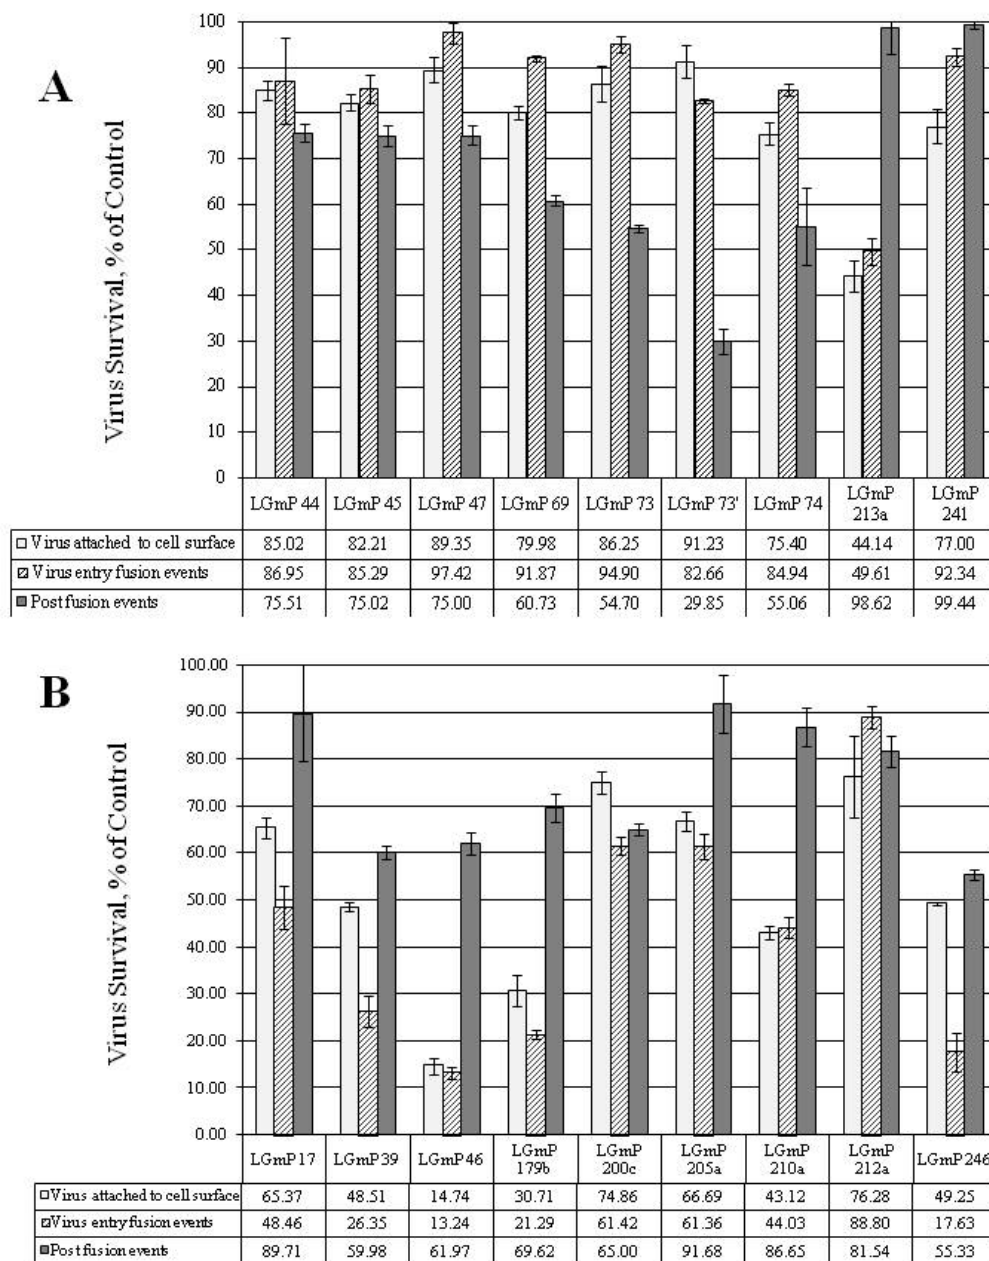 A
Virus Survival, % of Control
100
90
80
70
60
50
40
30
20
10
0
LGmP 44 LGmP 45 LGmP 47 LGmP 69 LGmP 73 LGmP 73' LGmP 74 LGmP 213a LGmP 241
Virus attached to cell surface 85.02 82.21 89.35 79.98 86.25 91.23 75.40 44.14 77.00
Virus entry fusion events 86.95 85.29 97.42 91.87 94.90 82.66 84.94 49.61 92.34
Post fusion events 75.51 75.02 75.00 60.73 54.70 29.85 55.06 98.62 99.44
B
Virus Survival, % of Control
100.00
90.00
80.00
70.00
60.00
50.00
40.00
30.00
20.00
10.00
0.00
LGmP 17 LGmP 39 LGmP 46 LGmP 179b LGmP 200c LGmP 205a LGmP 210a LGmP 212a LGmP 246
Virus attached to cell surface 65.37 48.51 14.74 30.71 74.86 66.69 43.12 76.28 49.25
Virus entry fusion events 48.46 26.35 13.24 21.29 61.42 61.36 44.03 88.80 17.63
Post fusion events 89.71 59.98 61.97 69.62 65.00 91.68 86.65 81.54 55.33